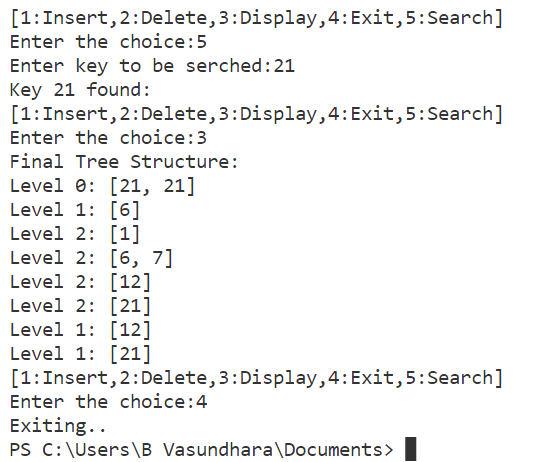 [1:Insert,2:Delete,3:Display,4:Exit,5:Search]
Enter the choice:5
Enter key to be serched:21
Key 21 found:
[1:Insert,2:Delete,3:Display,4:Exit,5:Search]
Enter the choice:3
Final Tree Structure:
Level 0: [21, 21]
Level 1: [6]
Level 2: [1]
Level 2: [6, 7]
Level 2: [12]
Level 2: [21]
Level 1: [12]
Level 1: [21]
[1:Insert,2:Delete,3:Display,4:Exit,5:Search]
Enter the choice:4
Exiting..
PS C:\Users\B Vasundhara\Documents>